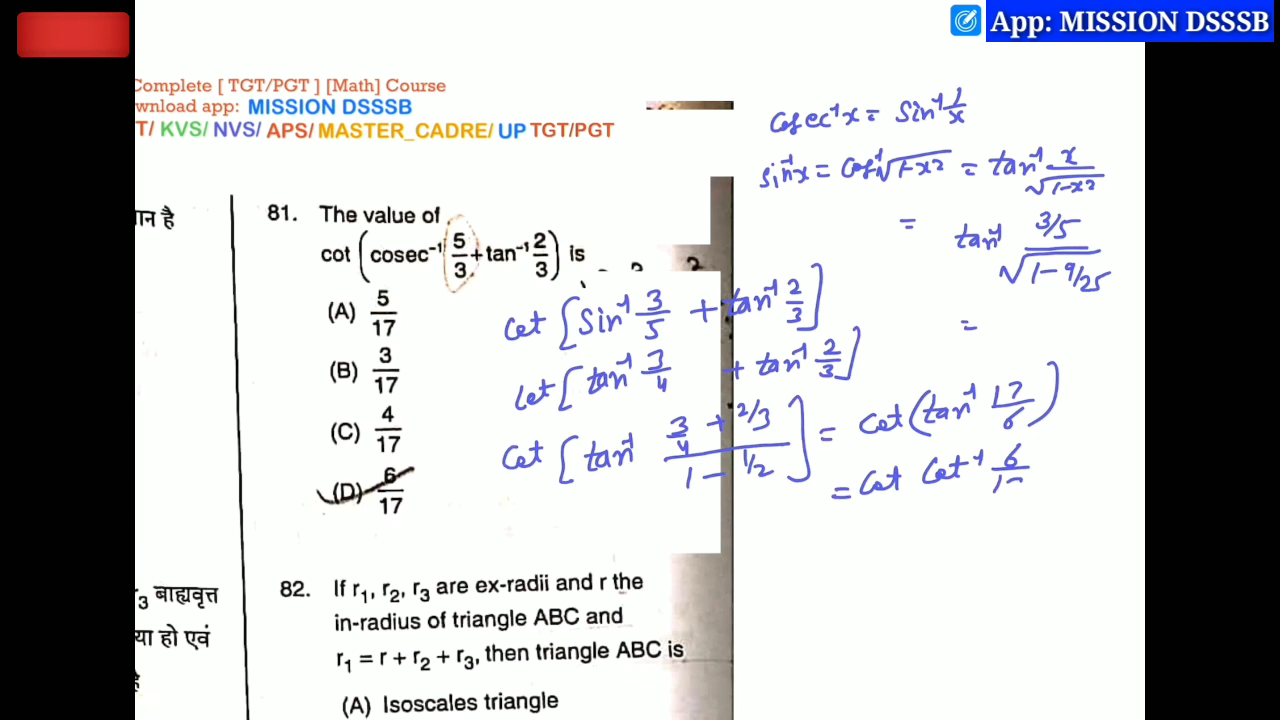 App: MISSION DSSSB
Complete [ TGT/PGT ] [Math] Course
wnload app: MISSION DSSSB
T/ KVS/ NVS/ APS/ MASTER_CADRE/ UP TGT/PGT
cosec⁻¹x = sin⁻¹ 1/x
sin⁻¹x = cos⁻¹√1-x² = tan⁻¹ x/√1-x²
= tan⁻¹ 3/5 / √1-9/25
=
ान है
81. The value of
cot (cosec⁻¹ 5/3 + tan⁻¹ 2/3) is
(A) 5/17
(B) 3/17
(C) 4/17
(D) 6/17
cot [sin⁻¹ 3/5 + tan⁻¹ 2/3]
cot [tan⁻¹ 3/4 + tan⁻¹ 2/3]
cot [tan⁻¹ (3/4 + 2/3)/(1 - 1/2)] = cot (tan⁻¹ 17/6)
= cot cot⁻¹ 6/
r₃ बाह्यवृत्त
या हो एवं
है
82. If r₁, r₂, r₃ are ex-radii and r the
in-radius of triangle ABC and
r₁ = r + r₂ + r₃, then triangle ABC is
(A) Isoscales triangle